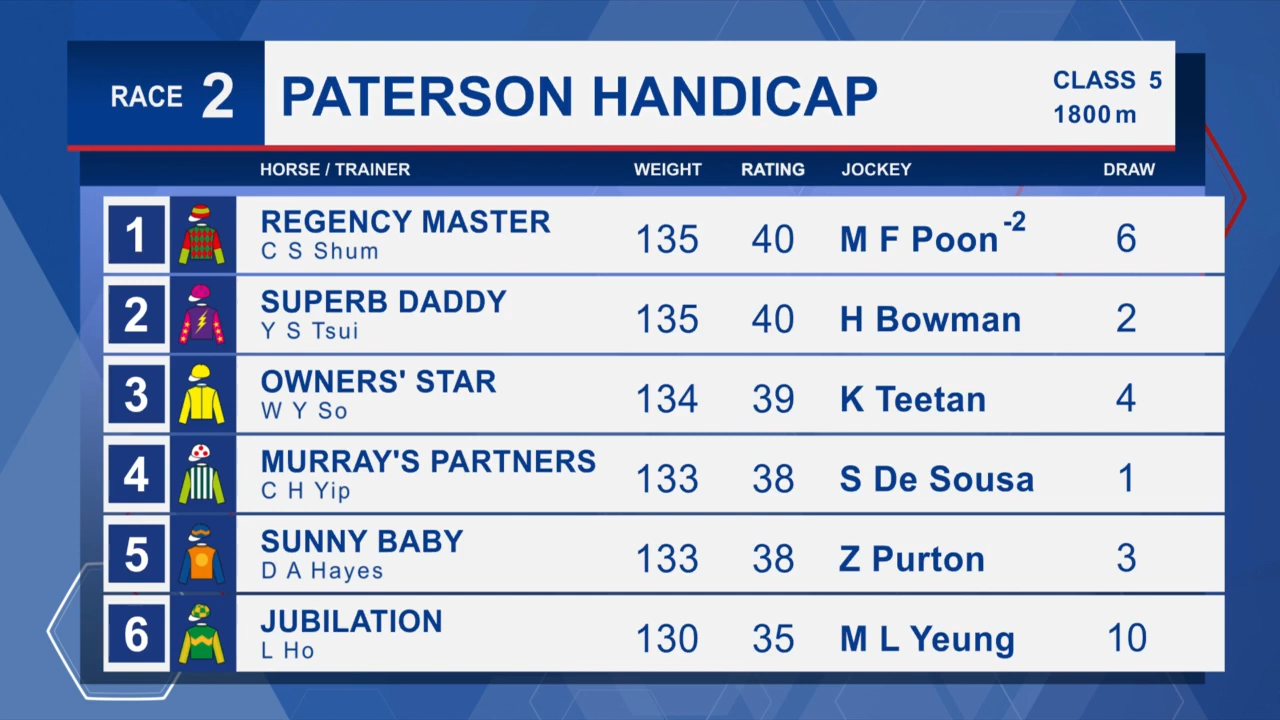 RACE 2 PATERSON HANDICAP CLASS 5
1800m
HORSE / TRAINER WEIGHT RATING JOCKEY DRAW
1 REGENCY MASTER 135 40 M F Poon -2 6
C S Shum
2 SUPERB DADDY 135 40 H Bowman 2
Y S Tsui
3 OWNERS' STAR 134 39 K Teetan 4
W Y So
4 MURRAY'S PARTNERS 133 38 S De Sousa 1
C H Yip
5 SUNNY BABY 133 38 Z Purton 3
D A Hayes
6 JUBILATION 130 35 M L Yeung 10
L Ho